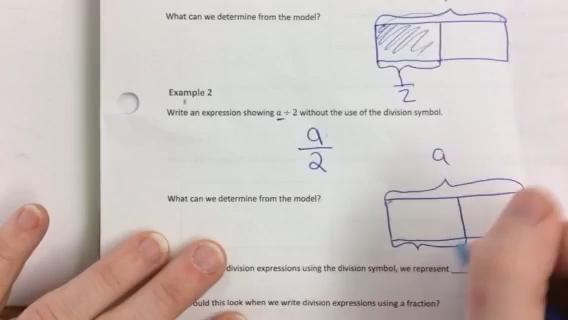 What can we determine from the model?
1
2
Example 2
Write an expression showing a ÷ 2 without the use of the division symbol.
a
2
a
What can we determine from the model?
division expressions using the division symbol, we represent
ould this look when we write division expressions using a fraction?